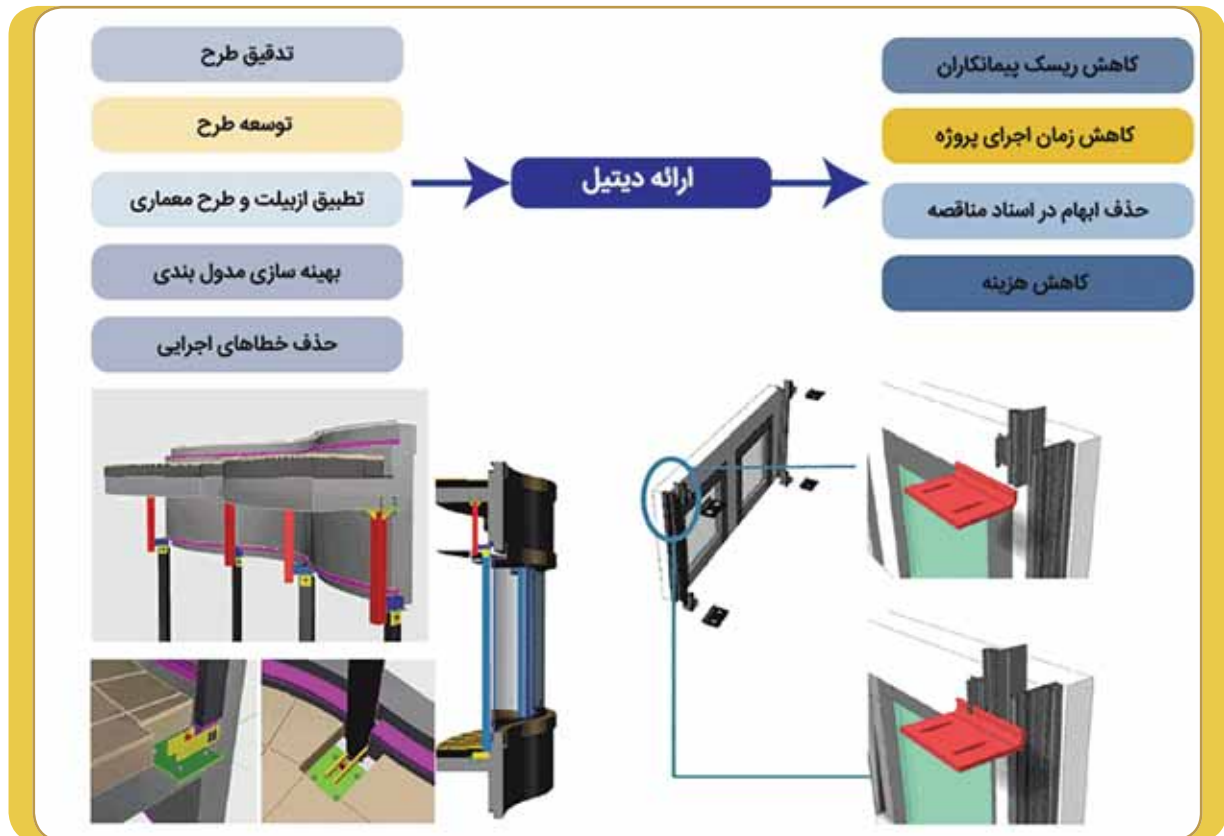 تدقیق طرح
توسعه طرح
تطبیق ازبیلت و طرح معماری
بهینه سازی مدول بندی
حذف خطاهای اجرایی
ارائه دیتیل
کاهش ریسک پیمانکاران
کاهش زمان اجرای پروژه
حذف ابهام در اسناد مناقصه
کاهش هزینه